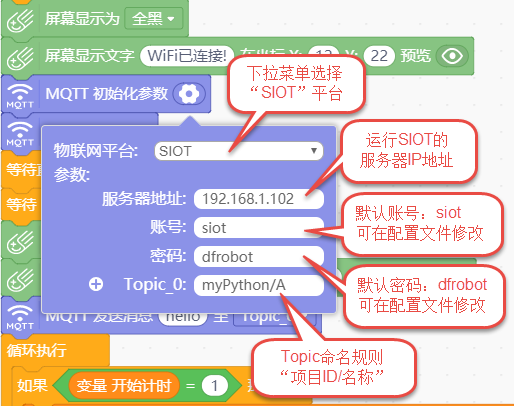 屏幕显示为 全黑
屏幕显示文字 WiFi已连接! 22 预览
MQTT
MQTT 初始化参数
下拉菜单选择
“SIOT”平台
MQTT
等待
等待
物联网平台: SIOT
参数:
服务器地址: 192.168.1.102
账号: siot
密码: dfrobot
Topic_0: myPython/A
运行SIOT的
服务器IP地址
默认账号：siot
可在配置文件修改
默认密码：dfrobot
可在配置文件修改
MQTT
MQTT 发送消息 hello 至 Topic_0
Topic命名规则
“项目ID/名称”
循环执行
如果 变量 开始计时 = 1